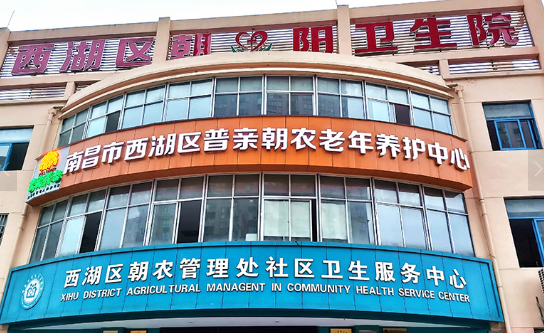 西湖区朝阳卫生院
南昌市西湖区普亲朝农老年养护中心
西湖区朝农管理处社区卫生服务中心
XIHU DISTRICT AGRICULTURAL MANAGENT IN COMMUNITY HEALTH SERVICE CENTER